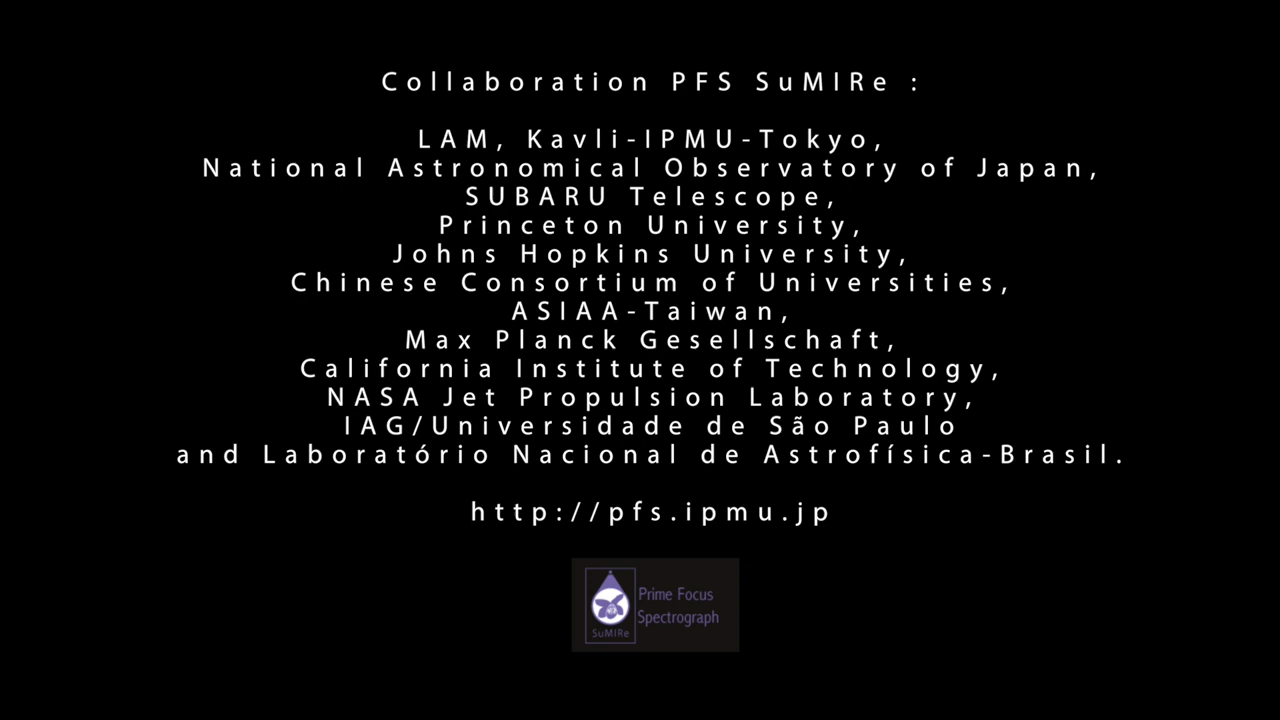 Collaboration PFS SuMIRe :
LAM, Kavli-IPMU-Tokyo,
National Astronomical Observatory of Japan,
SUBARU Telescope,
Princeton University,
Johns Hopkins University,
Chinese Consortium of Universities,
ASIAA-Taiwan,
Max Planck Gesellschaft,
California Institute of Technology,
NASA Jet Propulsion Laboratory,
IAG/Universidade de São Paulo
and Laboratório Nacional de Astrofísica-Brasil.
http://pfs.ipmu.jp
Prime Focus
Spectrograph
SuMIRe